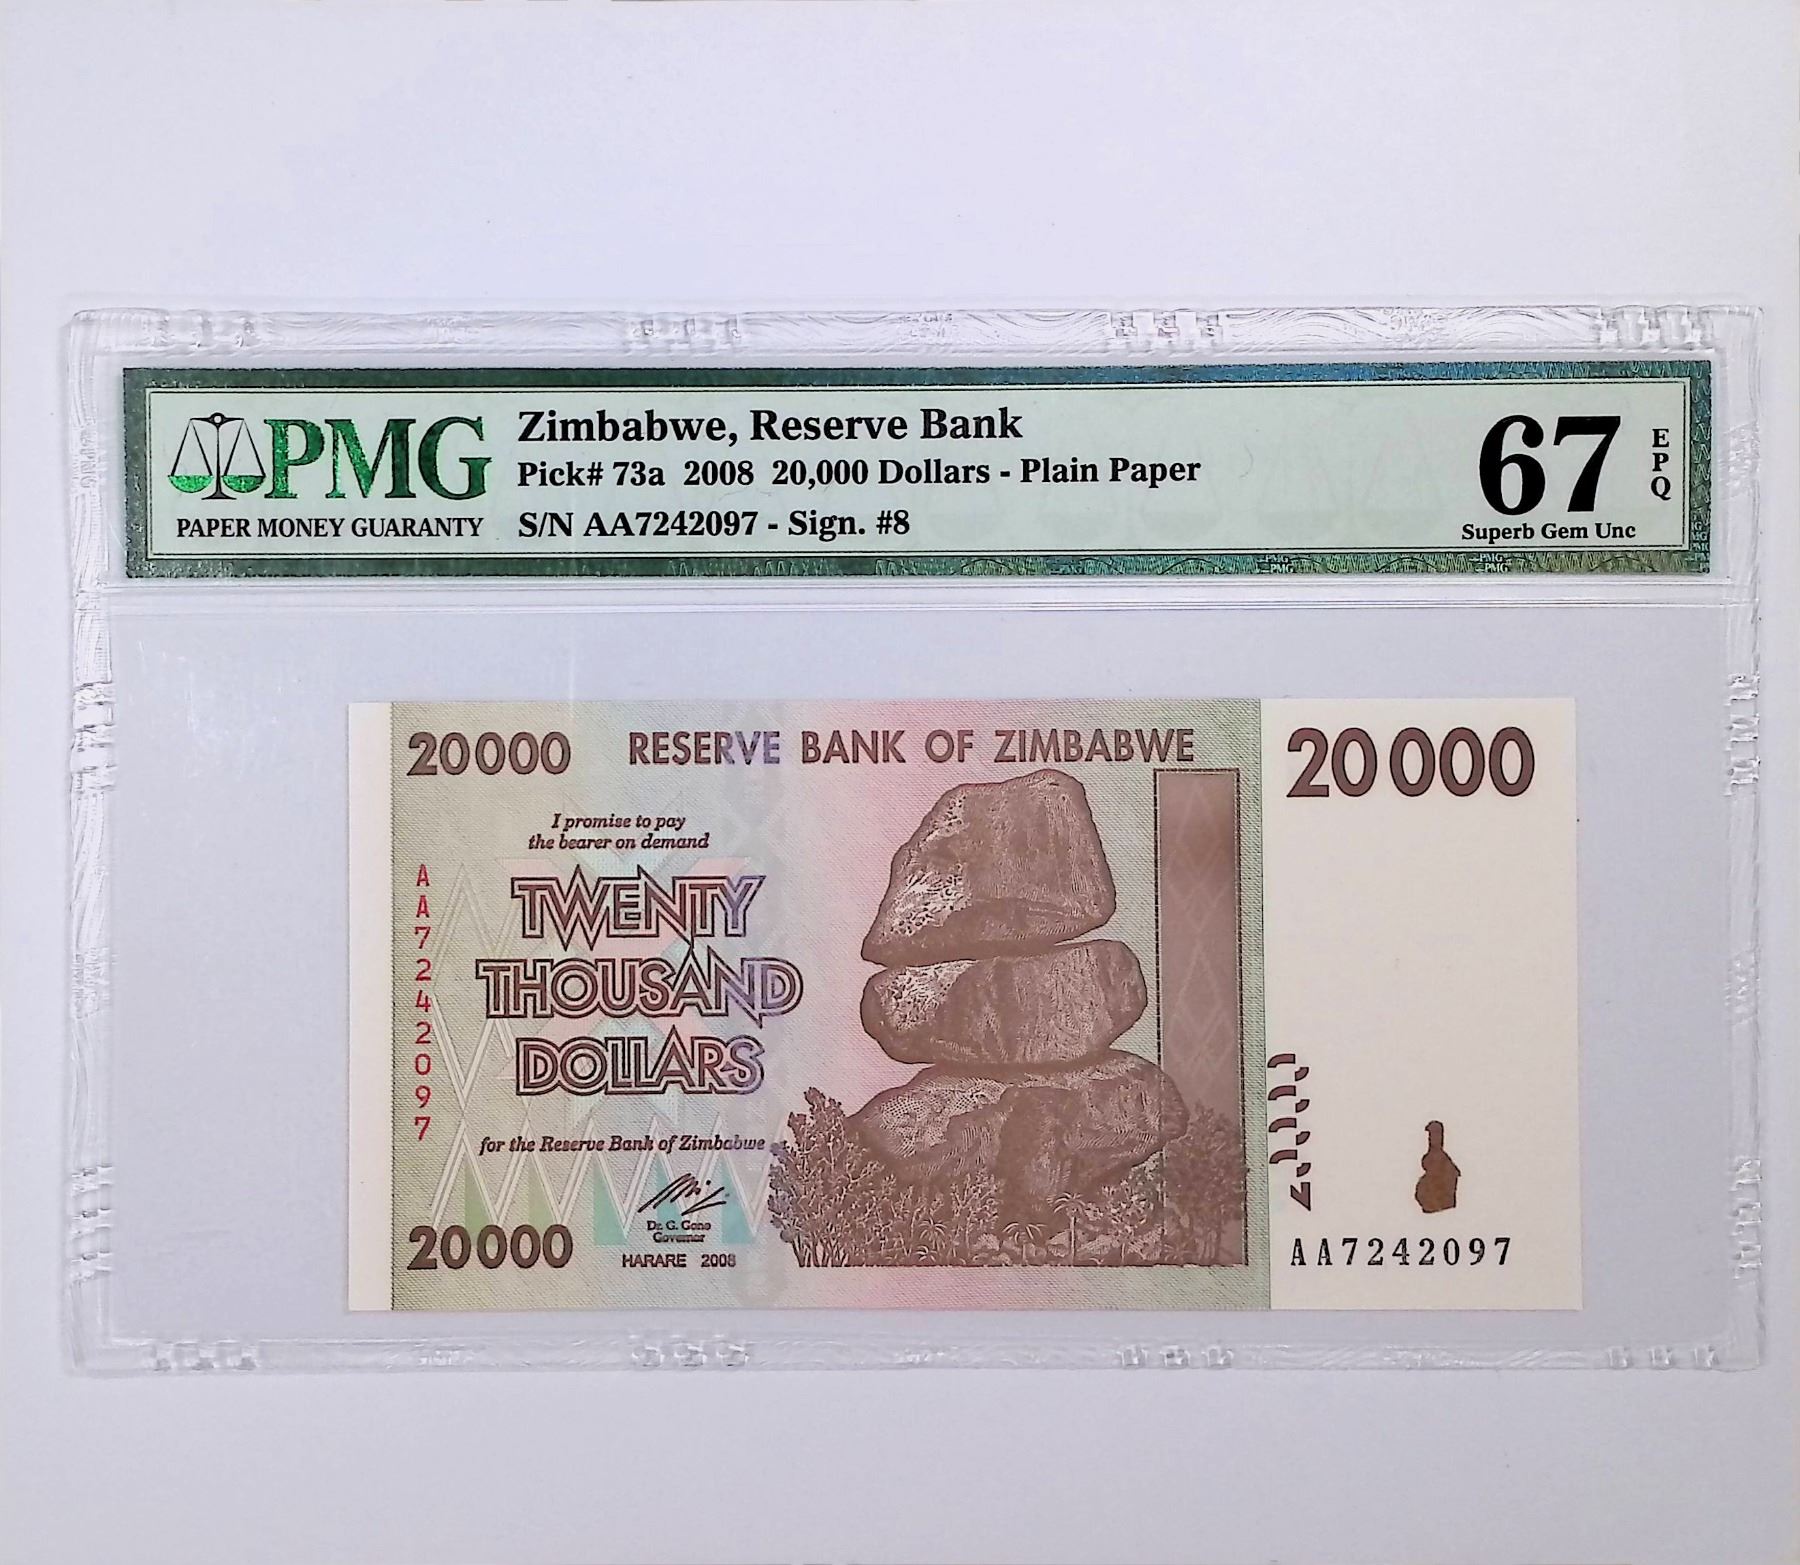 PMG
PAPER MONEY GUARANTY
Zimbabwe, Reserve Bank
Pick# 73a 2008 20,000 Dollars - Plain Paper
S/N AA7242097 - Sign. #8
67
EPQ
Superb Gem Unc
20000
RESERVE BANK OF ZIMBABWE
20000
I promise to pay
the bearer on demand
AA7242097
TWENTY
THOUSAND
DOLLARS
for the Reserve Bank of Zimbabwe
Dr. G. Gono
Governor
20000
HARARE 2008
AA7242097